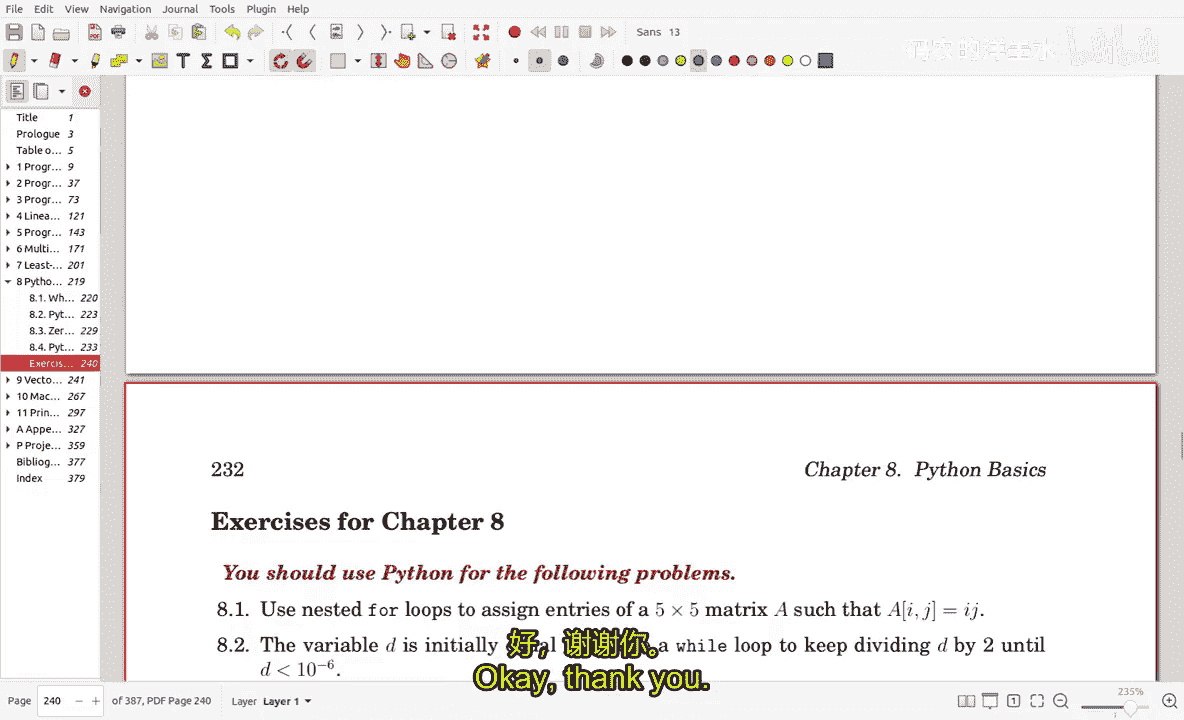 File Edit View Navigation Journal Tools Plugin Help
Sans 13
Title 1
Prologue 3
Table o... 5
1 Progr... 9
2 Progr... 37
3 Progr... 73
4 Linea... 121
5 Progr... 143
6 Multi... 171
7 Least-... 201
8 Pytho... 219
8.1. Wh... 220
8.2. Pyt... 223
8.3. Zer... 229
8.4. Pyt... 233
Exercis... 240
9 Vecto... 241
10 Mac... 267
11 Prin... 297
A Appe... 327
P Proje... 359
Bibliog... 377
Index 379
232 Chapter 8. Python Basics
Exercises for Chapter 8
You should use Python for the following problems.
8.1. Use nested for loops to assign entries of a 5 × 5 matrix A such that A[i, j] = ij.
8.2. The variable d is initially a while loop to keep dividing d by 2 until
d < 10⁻⁶.
好，谢谢你。
Okay, thank you.
Page 240 of 387, PDF Page 240 Layer Layer 1 235%